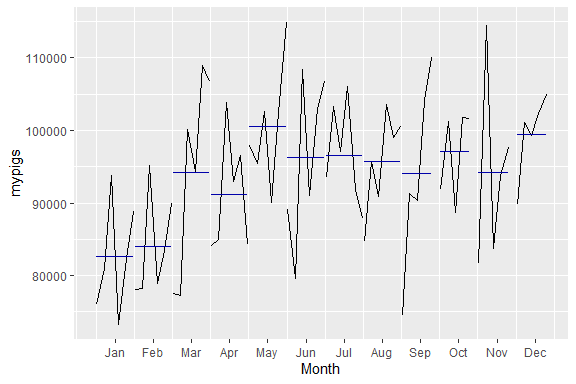 mypigs
110000
100000
90000
80000
Jan Feb Mar Apr May Jun Jul Aug Sep Oct Nov Dec
Month